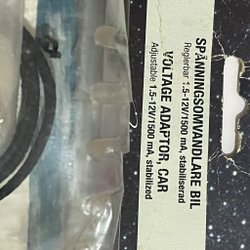 SPÄNNINGSOMVANDLARE BIL
Reglerbar 1.5-12V/1500 mA, stabiliserad
VOLTAGE ADAPTOR, CAR
Adjustable 1.5-12V/1500 mA, stabilized